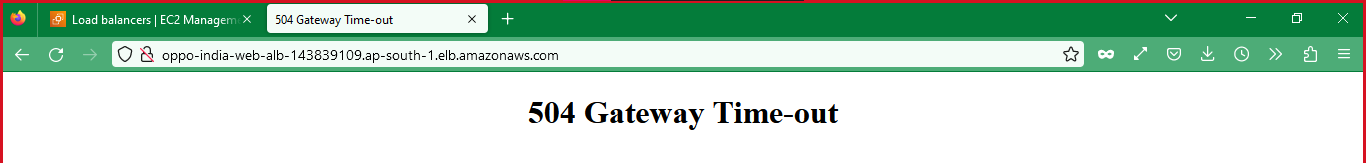 Load balancers | EC2 Managem
504 Gateway Time-out
oppo-india-web-alb-143839109.ap-south-1.elb.amazonaws.com
504 Gateway Time-out